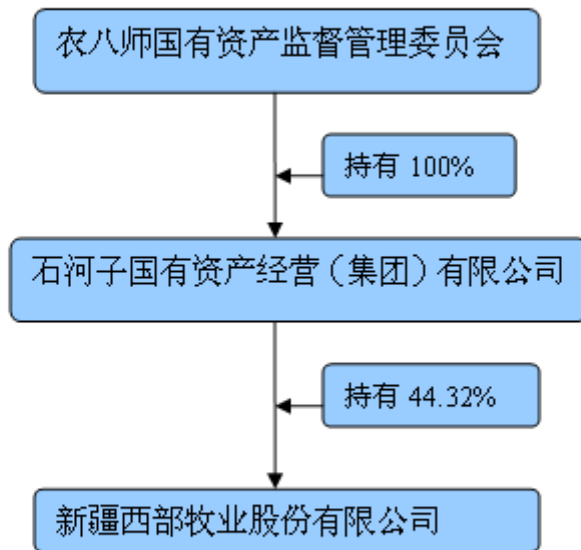 农八师国有资产监督管理委员会
持有 100%
石河子国有资产经营（集团）有限公司
持有 44.32%
新疆西部牧业股份有限公司